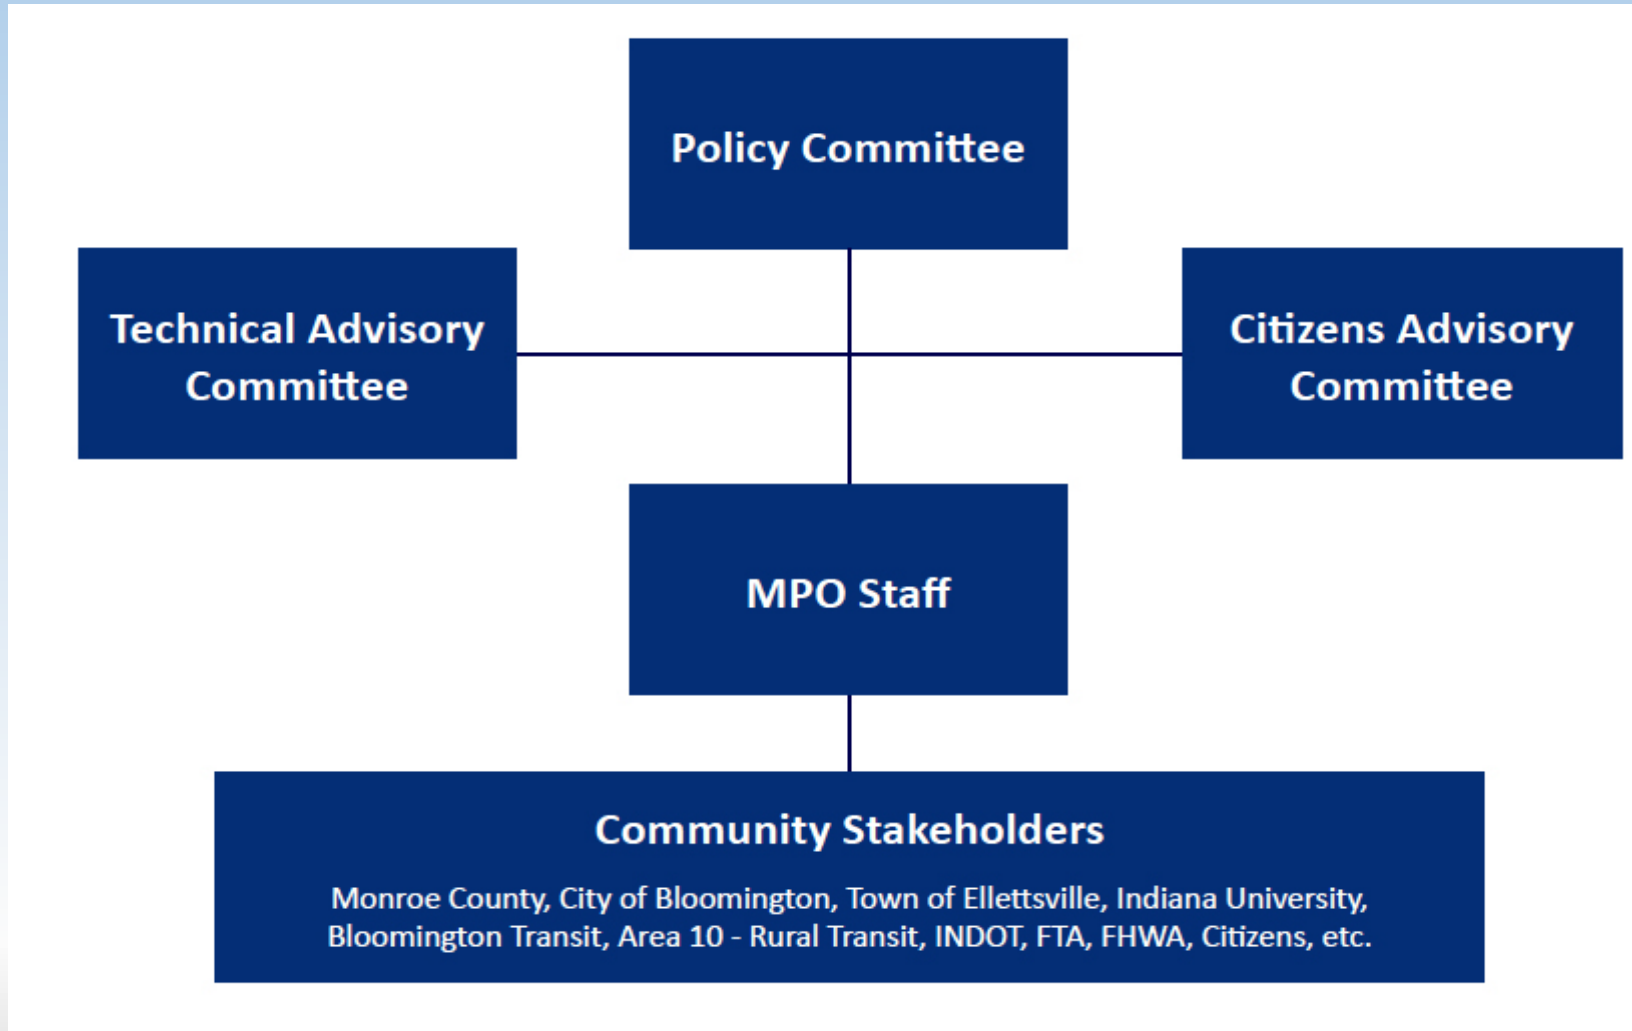 Policy Committee
Technical Advisory
Committee
Citizens Advisory
Committee
MPO Staff
Community Stakeholders
Monroe County, City of Bloomington, Town of Ellettsville, Indiana University,
Bloomington Transit, Area 10 - Rural Transit, INDOT, FTA, FHWA, Citizens, etc.